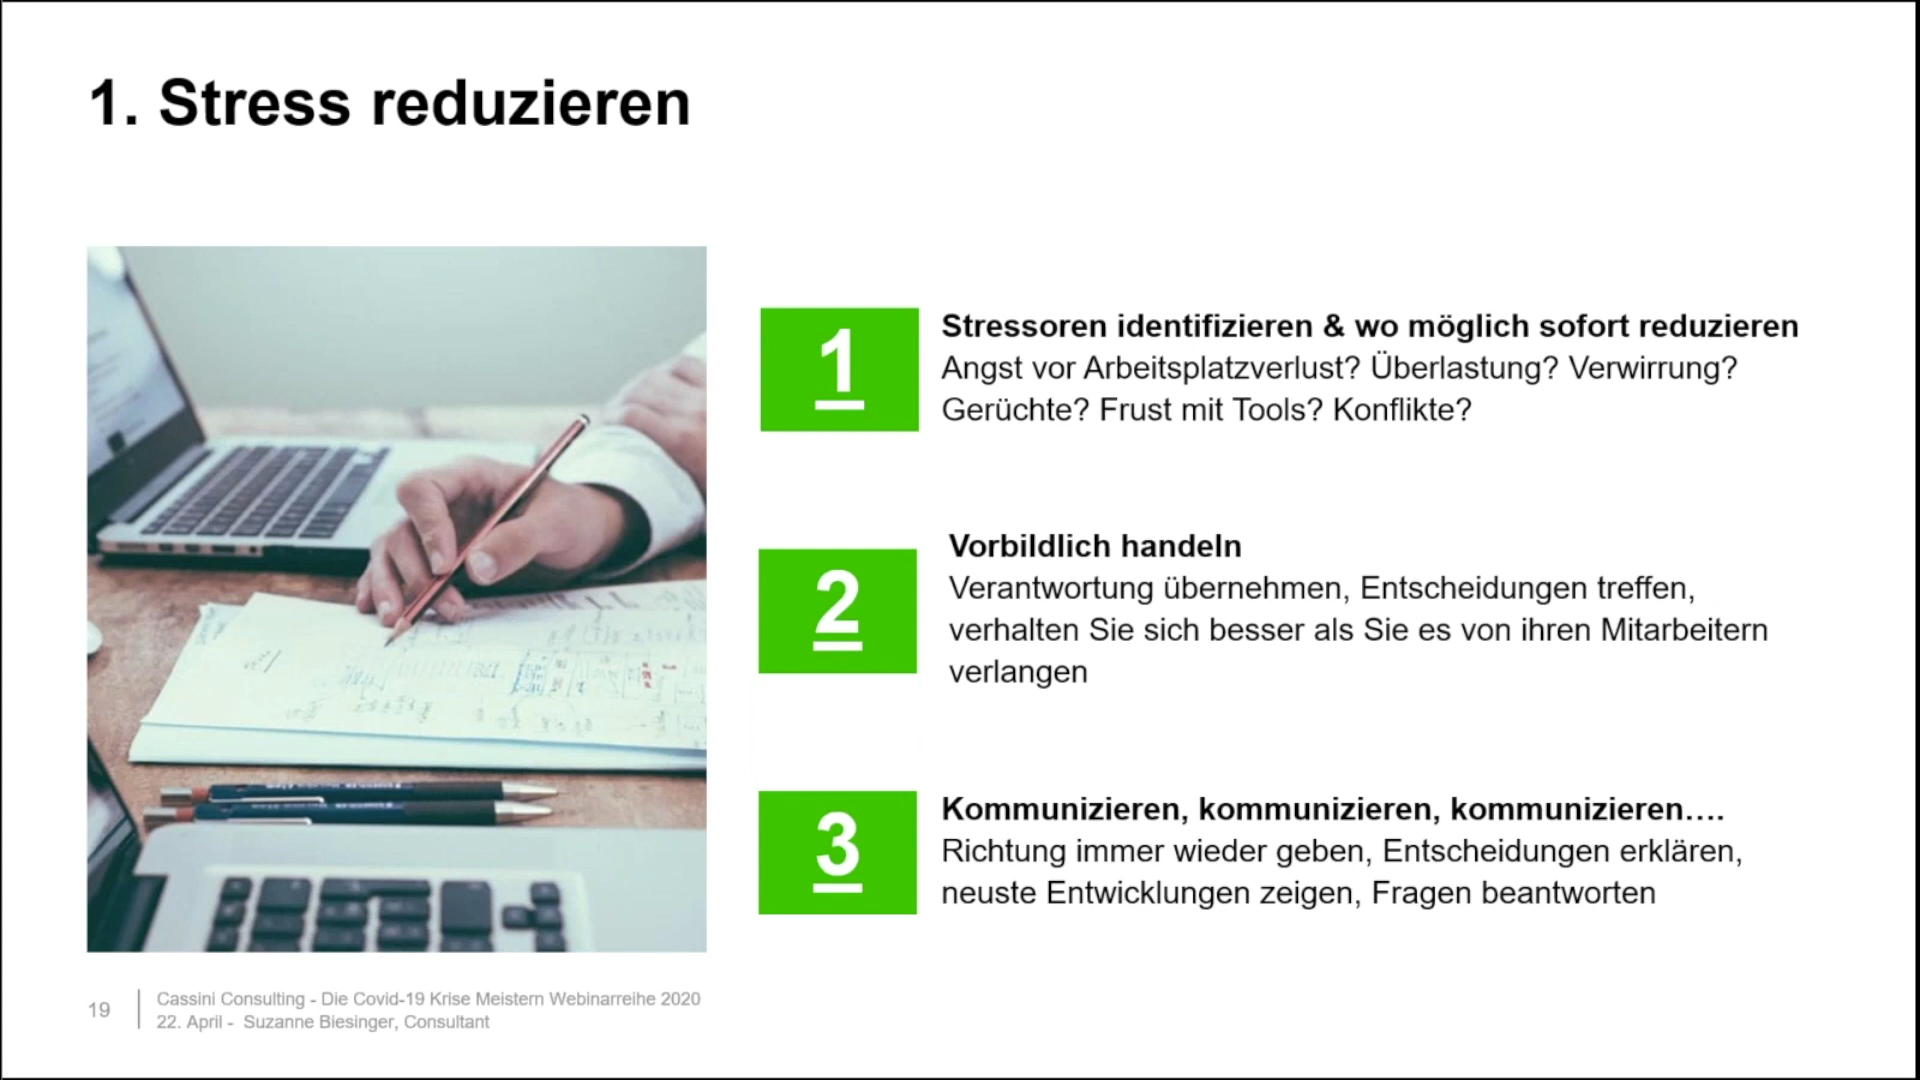 1. Stress reduzieren
1
Stressoren identifizieren & wo möglich sofort reduzieren
Angst vor Arbeitsplatzverlust? Überlastung? Verwirrung?
Gerüchte? Frust mit Tools? Konflikte?
2
Vorbildlich handeln
Verantwortung übernehmen, Entscheidungen treffen,
verhalten Sie sich besser als Sie es von ihren Mitarbeitern
verlangen
3
Kommunizieren, kommunizieren, kommunizieren….
Richtung immer wieder geben, Entscheidungen erklären,
neuste Entwicklungen zeigen, Fragen beantworten
19
Cassini Consulting - Die Covid-19 Krise Meistern Webinarreihe 2020
22. April - Suzanne Biesinger, Consultant